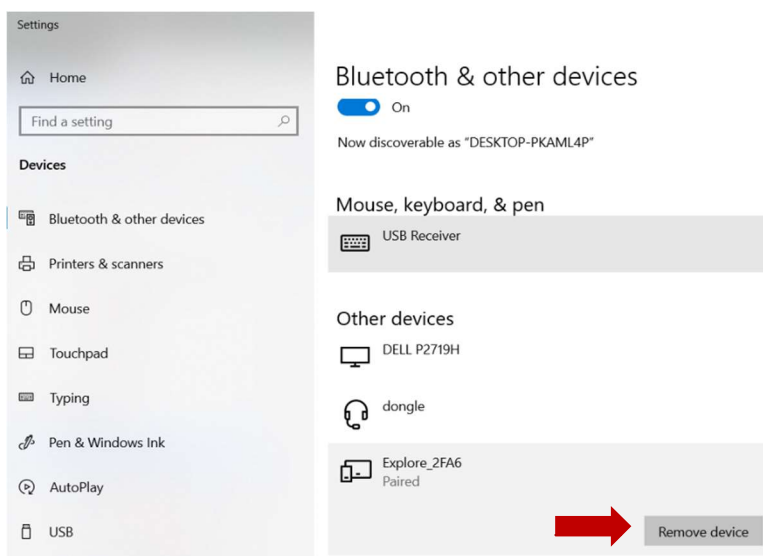 Settings
Home
Find a setting
Devices
Bluetooth & other devices
Printers & scanners
Mouse
Touchpad
Typing
Pen & Windows Ink
AutoPlay
USB
Bluetooth & other devices
On
Now discoverable as “DESKTOP-PKAML4P”
Mouse, keyboard, & pen
USB Receiver
Other devices
DELL P2719H
dongle
Explore_2FA6
Paired
Remove device